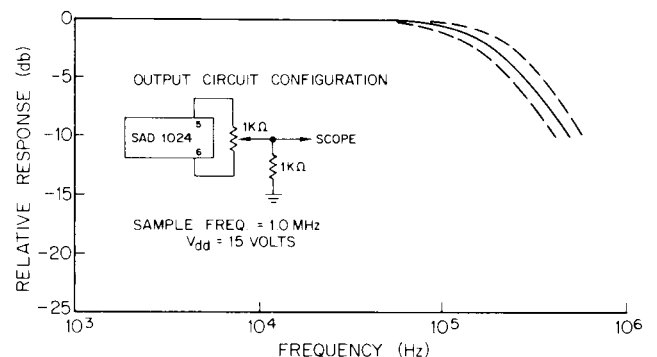 0
-5
-10
-15
-20
-25
RELATIVE RESPONSE (db)
OUTPUT CIRCUIT CONFIGURATION
SAD 1024
5
6
1KΩ
SCOPE
1KΩ
SAMPLE FREQ. = 1.0 MHz
Vdd = 15 VOLTS
10³
10⁴
10⁵
10⁶
FREQUENCY (Hz)